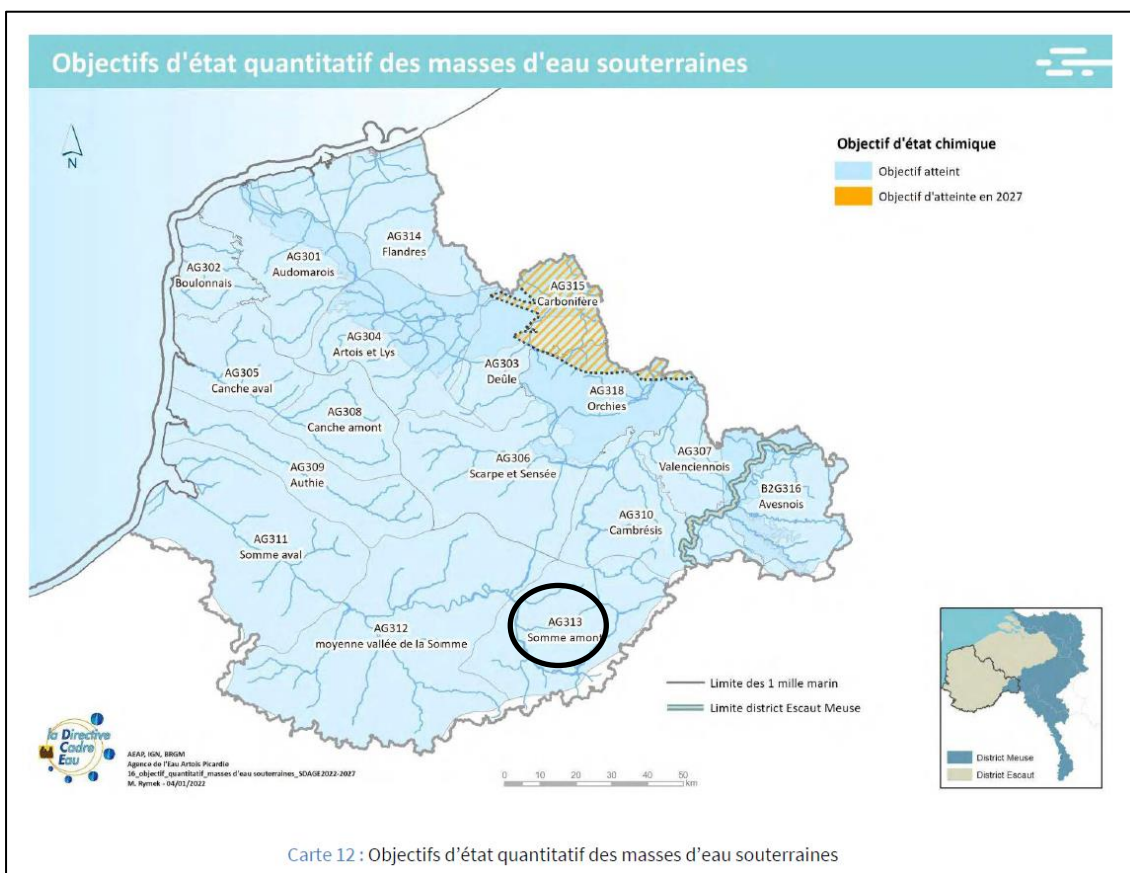 Objectifs d'état quantitatif des masses d'eau souterraines
N
Objectif d'état chimique
Objectif atteint
Objectif d'atteinte en 2027
AG314
Flandres
AG301
Audomarois
AG302
Boulonnais
AG315
Carbonifère
AG304
Artois et Lys
AG303
Deûle
AG305
Canche aval
AG318
Orchies
AG308
Canche amont
AG306
Scarpe et Sensée
AG307
Valenciennois
AG309
Authie
B2G316
Avesnois
AG310
Cambrésis
AG311
Somme aval
AG313
Somme amont
AG312
moyenne vallée de la Somme
Limite des 1 mille marin
Limite district Escaut Meuse
la Directive
Cadre
Eau
AEAP, IGN, BRGM
Agence de l'Eau Artois Picardie
16_objectif_quantitatif_masses d'eau souterraines_SDAGE2022-2027
M. Rymek - 04/01/2022
0 10 20 30 40 50
km
District Meuse
District Escaut
Carte 12 : Objectifs d'état quantitatif des masses d'eau souterraines